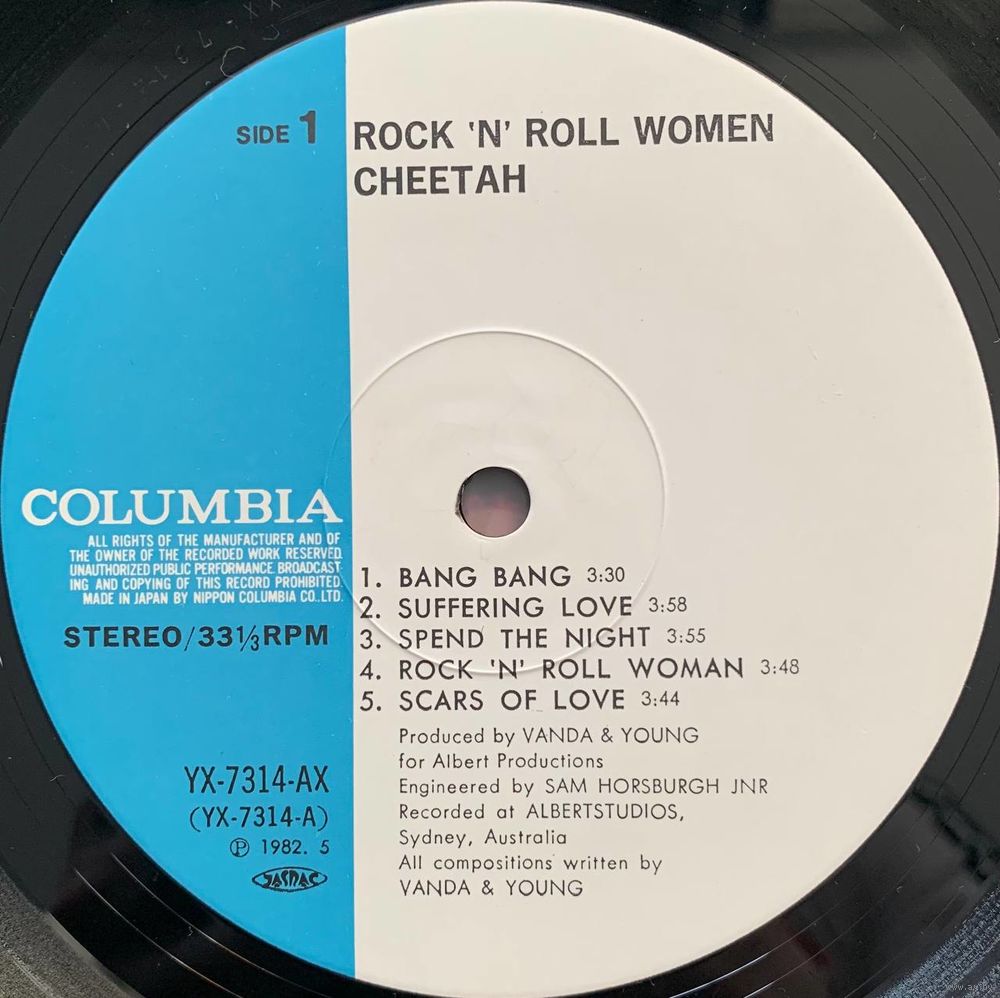 SIDE 1
ROCK 'N' ROLL WOMEN
CHEETAH
COLUMBIA
ALL RIGHTS OF THE MANUFACTURER AND OF
THE OWNER OF THE RECORDED WORK RESERVED.
UNAUTHORIZED PUBLIC PERFORMANCE. BROADCAST-
ING AND COPYING OF THIS RECORD PROHIBITED.
MADE IN JAPAN BY NIPPON COLUMBIA CO.,LTD.
STEREO/33⅓RPM
1. BANG BANG 3:30
2. SUFFERING LOVE 3:58
3. SPEND THE NIGHT 3:55
4. ROCK 'N' ROLL WOMAN 3:48
5. SCARS OF LOVE 3:44
Produced by VANDA & YOUNG
for Albert Productions
Engineered by SAM HORSBURGH JNR
Recorded at ALBERTSTUDIOS,
Sydney, Australia
All compositions written by
VANDA & YOUNG
YX-7314-AX
(YX-7314-A)
Ⓟ 1982. 5
JASRAC